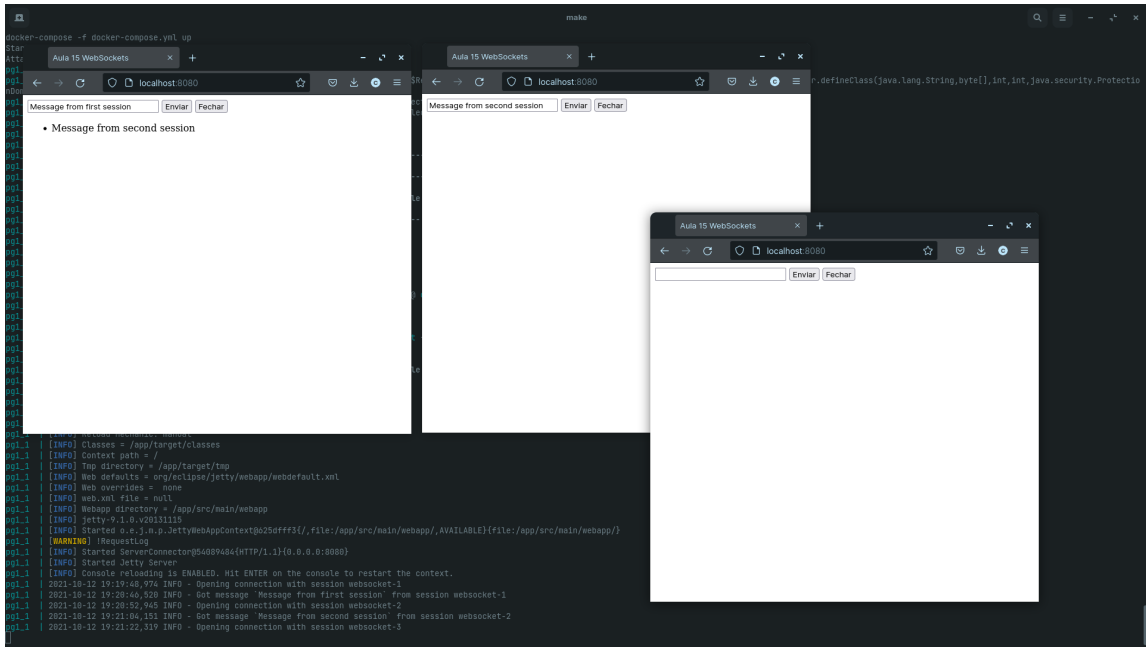 make
docker-compose -f docker-compose.yml up
Star
Atta
Aula 15 WebSockets
localhost:8080
Message from first session
Enviar
Fechar
• Message from second session
Aula 15 WebSockets
localhost:8080
Message from second session
Enviar
Fechar
r.defineClass(java.lang.String,byte[],int,int,java.security.Protectio
nDom
Aula 15 WebSockets
localhost:8080
Enviar
Fechar
pg1_1 | [INFO] Reload Mechanic: manual
pg1_1 | [INFO] Classes = /app/target/classes
pg1_1 | [INFO] Context path = /
pg1_1 | [INFO] Tmp directory = /app/target/tmp
pg1_1 | [INFO] Web defaults = org/eclipse/jetty/webapp/webdefault.xml
pg1_1 | [INFO] Web overrides = none
pg1_1 | [INFO] web.xml file = null
pg1_1 | [INFO] Webapp directory = /app/src/main/webapp
pg1_1 | [INFO] jetty-9.1.0.v20131115
pg1_1 | [INFO] Started o.e.j.m.p.JettyWebAppContext@625dfff3{/,file:/app/src/main/webapp/,AVAILABLE}{file:/app/src/main/webapp/}
pg1_1 | [WARNING] !RequestLog
pg1_1 | [INFO] Started ServerConnector@54089484{HTTP/1.1}{0.0.0.0:8080}
pg1_1 | [INFO] Started Jetty Server
pg1_1 | [INFO] Console reloading is ENABLED. Hit ENTER on the console to restart the context.
pg1_1 | 2021-10-12 19:19:48,974 INFO - Opening connection with session websocket-1
pg1_1 | 2021-10-12 19:20:46,520 INFO - Got message `Message from first session` from session websocket-1
pg1_1 | 2021-10-12 19:20:52,945 INFO - Opening connection with session websocket-2
pg1_1 | 2021-10-12 19:21:04,151 INFO - Got message `Message from second session` from session websocket-2
pg1_1 | 2021-10-12 19:21:22,319 INFO - Opening connection with session websocket-3